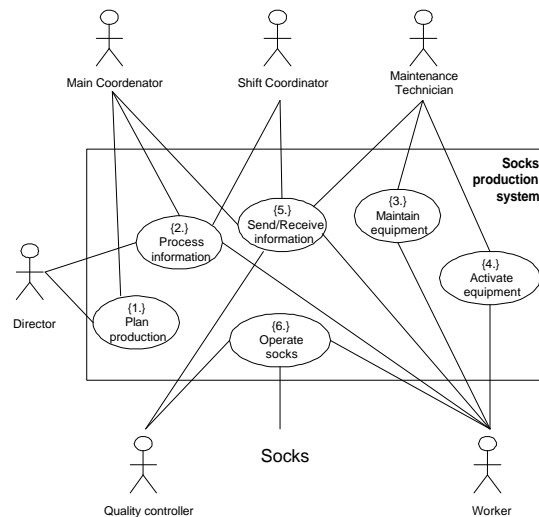 Main Coordenator
Shift Coordinator
Maintenance
Technician
Socks
production
system
{2.}
Process
information
{5.}
Send/Receive
information
{3.}
Maintain
equipment
{4.}
Activate
equipment
Director
{1.}
Plan
production
{6.}
Operate
socks
Quality controller
Socks
Worker